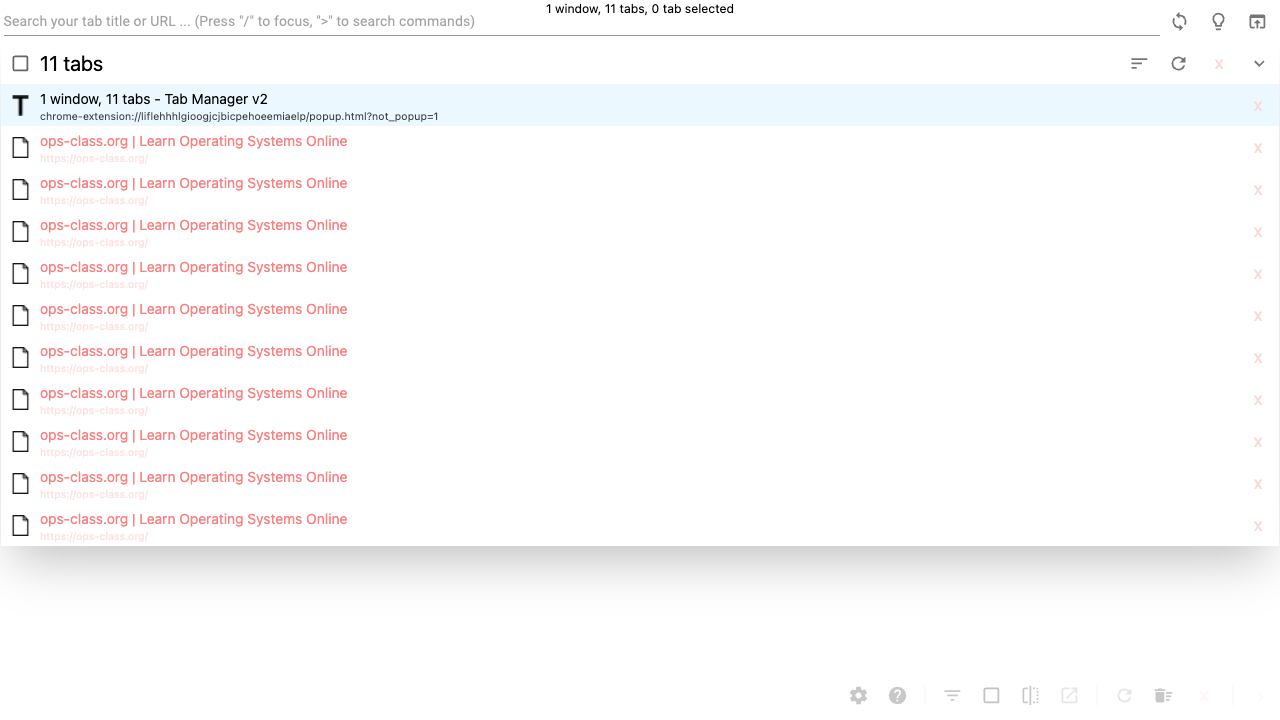 1 window, 11 tabs, 0 tab selected
Search your tab title or URL ... (Press "/" to focus, ">" to search commands)
11 tabs
x
T
1 window, 11 tabs - Tab Manager v2
chrome-extension://liflehhhlgioogjcjbicpehoeemiaelp/popup.html?not_popup=1
x
ops-class.org | Learn Operating Systems Online
https://ops-class.org/
x
ops-class.org | Learn Operating Systems Online
https://ops-class.org/
x
ops-class.org | Learn Operating Systems Online
https://ops-class.org/
x
ops-class.org | Learn Operating Systems Online
https://ops-class.org/
x
ops-class.org | Learn Operating Systems Online
https://ops-class.org/
x
ops-class.org | Learn Operating Systems Online
https://ops-class.org/
x
ops-class.org | Learn Operating Systems Online
https://ops-class.org/
x
ops-class.org | Learn Operating Systems Online
https://ops-class.org/
x
ops-class.org | Learn Operating Systems Online
https://ops-class.org/
x
ops-class.org | Learn Operating Systems Online
https://ops-class.org/
x
x